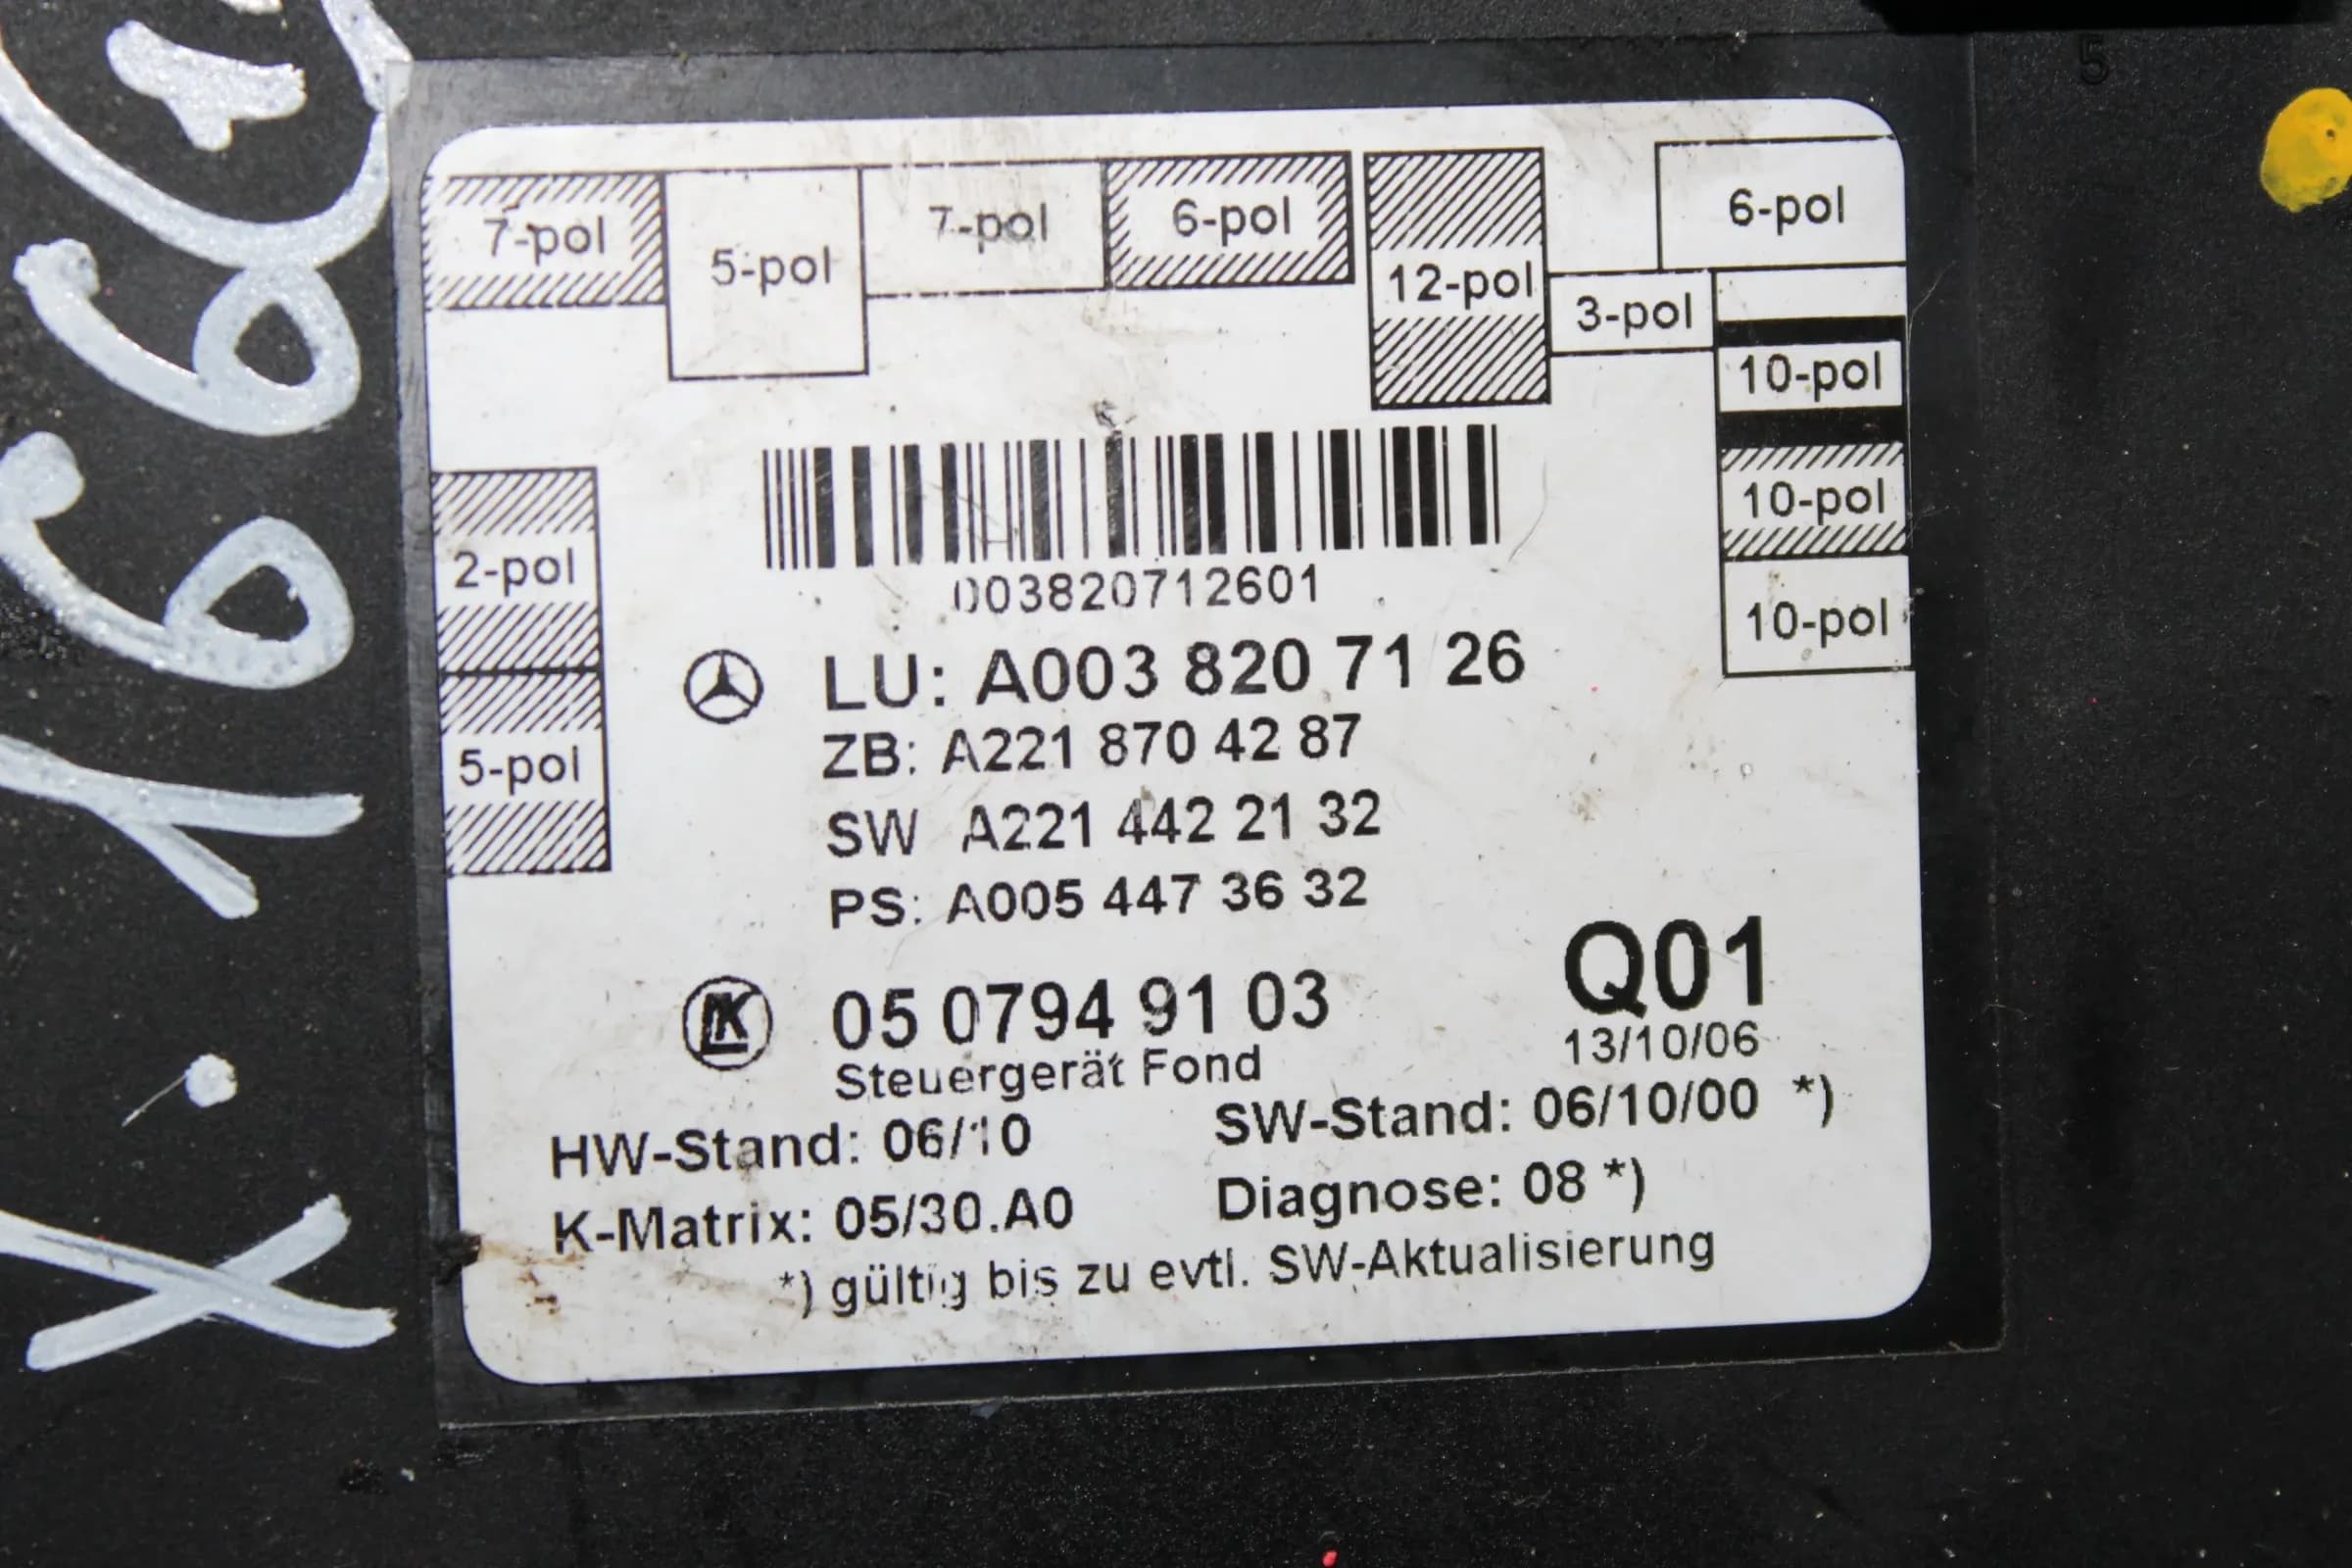 7-pol
5-pol
7-pol
6-pol
12-pol
6-pol
3-pol
10-pol
10-pol
10-pol
2-pol
5-pol
003820712601
LU: A003 820 71 26
ZB: A221 870 42 87
SW A221 442 21 32
PS: A005 447 36 32
LK 05 0794 91 03
Q01
Steuergerät Fond
13/10/06
HW-Stand: 06/10
SW-Stand: 06/10/00 *)
K-Matrix: 05/30.A0
Diagnose: 08 *)
*) gültig bis zu evtl. SW-Aktualisierung
5